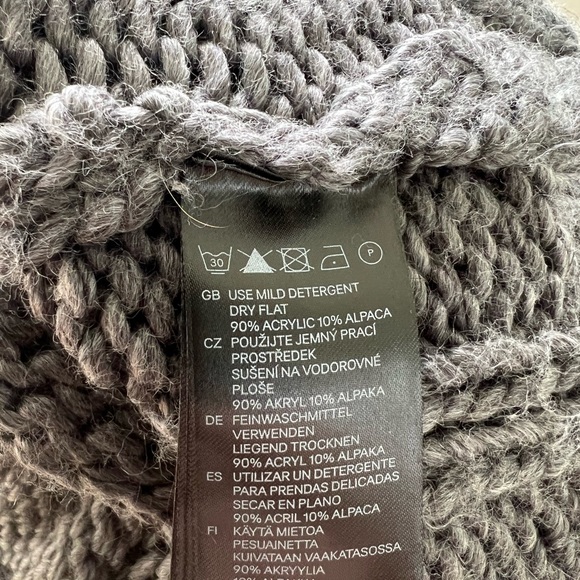 30 P
GB USE MILD DETERGENT
DRY FLAT
90% ACRYLIC 10% ALPACA
CZ POUŽIJTE JEMNÝ PRACÍ
PROSTŘEDEK
SUŠENÍ NA VODOROVNÉ
PLOŠE
90% AKRYL 10% ALPAKA
DE FEINWASCHMITTEL
VERWENDEN
LIEGEND TROCKNEN
90% ACRYL 10% ALPAKA
ES UTILIZAR UN DETERGENTE
PARA PRENDAS DELICADAS
SECAR EN PLANO
90% ACRIL 10% ALPACA
FI KÄYTÄ MIETOA
PESUAINETTA
KUIVATAAN VAAKATASOSSA
90% AKRYYLIA